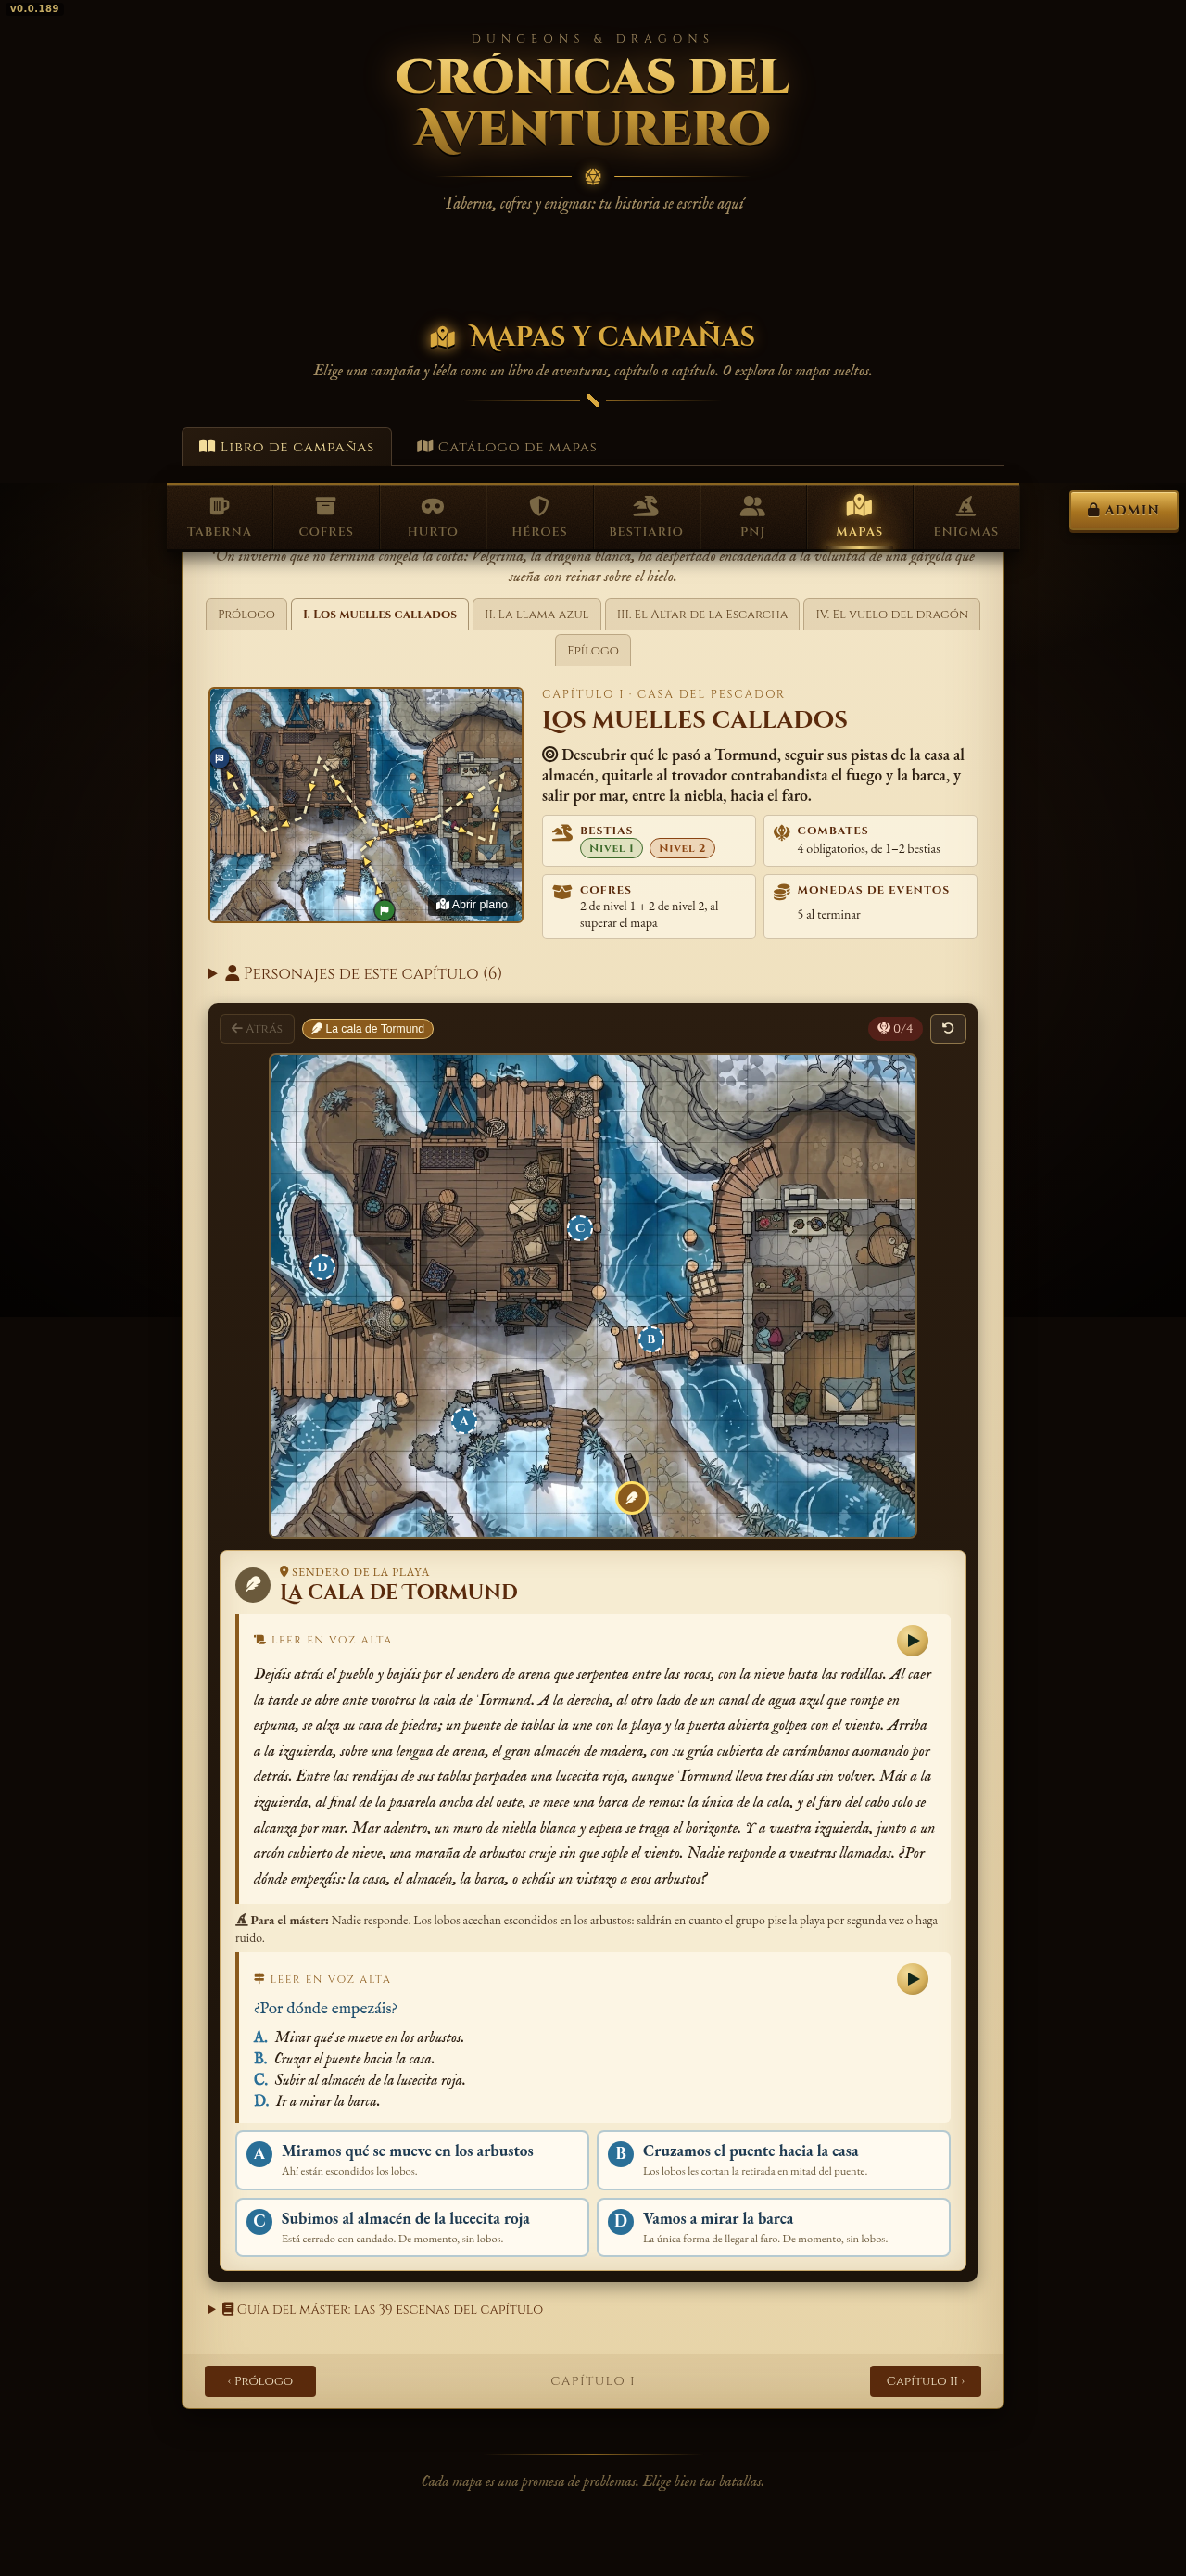 v0.0.189
DUNGEONS & DRAGONS
CRÓNICAS DEL
AVENTURERO
Taberna, cofres y enigmas: tu historia se escribe aquí
MAPAS Y CAMPAÑAS
Elige una campaña y léela como un libro de aventuras, capítulo a capítulo. O explora los mapas sueltos.
LIBRO DE CAMPAÑAS
CATÁLOGO DE MAPAS
TABERNA
COFRES
HURTO
HÉROES
BESTIARIO
PNJ
MAPAS
ENIGMAS
ADMIN
Un invierno que no termina congela la costa: Velgrima, la dragona blanca, ha despertado encadenada a la voluntad de una gárgola que
sueña con reinar sobre el hielo.
PRÓLOGO
I. LOS MUELLES CALLADOS
II. LA LLAMA AZUL
III. EL ALTAR DE LA ESCARCHA
IV. EL VUELO DEL DRAGÓN
EPÍLOGO
CAPÍTULO I · CASA DEL PESCADOR
LOS MUELLES CALLADOS
Descubrir qué le pasó a Tormund, seguir sus pistas de la casa al
almacén, quitarle al trovador contrabandista el fuego y la barca, y
salir por mar, entre la niebla, hacia el faro.
BESTIAS
NIVEL 1
NIVEL 2
COMBATES
4 obligatorios, de 1–2 bestias
COFRES
2 de nivel 1 + 2 de nivel 2, al
superar el mapa
MONEDAS DE EVENTOS
5 al terminar
Abrir plano
PERSONAJES DE ESTE CAPÍTULO (6)
ATRÁS
La cala de Tormund
0/4
C
D
B
A
SENDERO DE LA PLAYA
LA CALA DE TORMUND
LEER EN VOZ ALTA
Dejáis atrás el pueblo y bajáis por el sendero de arena que serpentea entre las rocas, con la nieve hasta las rodillas. Al caer
la tarde se abre ante vosotros la cala de Tormund. A la derecha, al otro lado de un canal de agua azul que rompe en
espuma, se alza su casa de piedra; un puente de tablas la une con la playa y la puerta abierta golpea con el viento. Arriba
a la izquierda, sobre una lengua de arena, el gran almacén de madera, con su grúa cubierta de carámbanos asomando por
detrás. Entre las rendijas de sus tablas parpadea una lucecita roja, aunque Tormund lleva tres días sin volver. Más a la
izquierda, al final de la pasarela ancha del oeste, se mece una barca de remos: la única de la cala, y el faro del cabo solo se
alcanza por mar. Mar adentro, un muro de niebla blanca y espesa se traga el horizonte. Y a vuestra izquierda, junto a un
arcón cubierto de nieve, una maraña de arbustos cruje sin que sople el viento. Nadie responde a vuestras llamadas. ¿Por
dónde empezáis: la casa, el almacén, la barca, o echáis un vistazo a esos arbustos?
Para el máster: Nadie responde. Los lobos acechan escondidos en los arbustos: saldrán en cuanto el grupo pise la playa por segunda vez o haga
ruido.
LEER EN VOZ ALTA
¿Por dónde empezáis?
A. Mirar qué se mueve en los arbustos.
B. Cruzar el puente hacia la casa.
C. Subir al almacén de la lucecita roja.
D. Ir a mirar la barca.
A Miramos qué se mueve en los arbustos
Ahí están escondidos los lobos.
B Cruzamos el puente hacia la casa
Los lobos les cortan la retirada en mitad del puente.
C Subimos al almacén de la lucecita roja
Está cerrado con candado. De momento, sin lobos.
D Vamos a mirar la barca
La única forma de llegar al faro. De momento, sin lobos.
GUÍA DEL MÁSTER: LAS 39 ESCENAS DEL CAPÍTULO
‹ PRÓLOGO
CAPÍTULO I
CAPÍTULO II ›
Cada mapa es una promesa de problemas. Elige bien tus batallas.